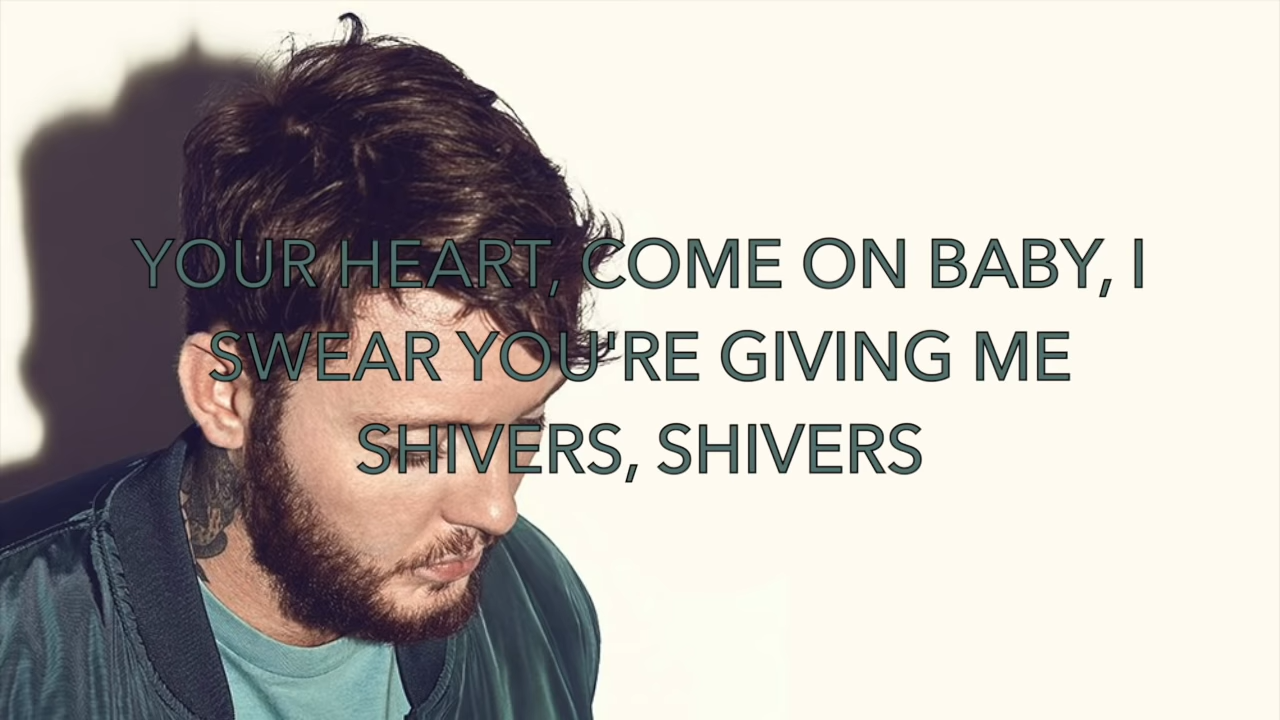 YOUR HEART, COME ON BABY, I
SWEAR YOU'RE GIVING ME
SHIVERS, SHIVERS